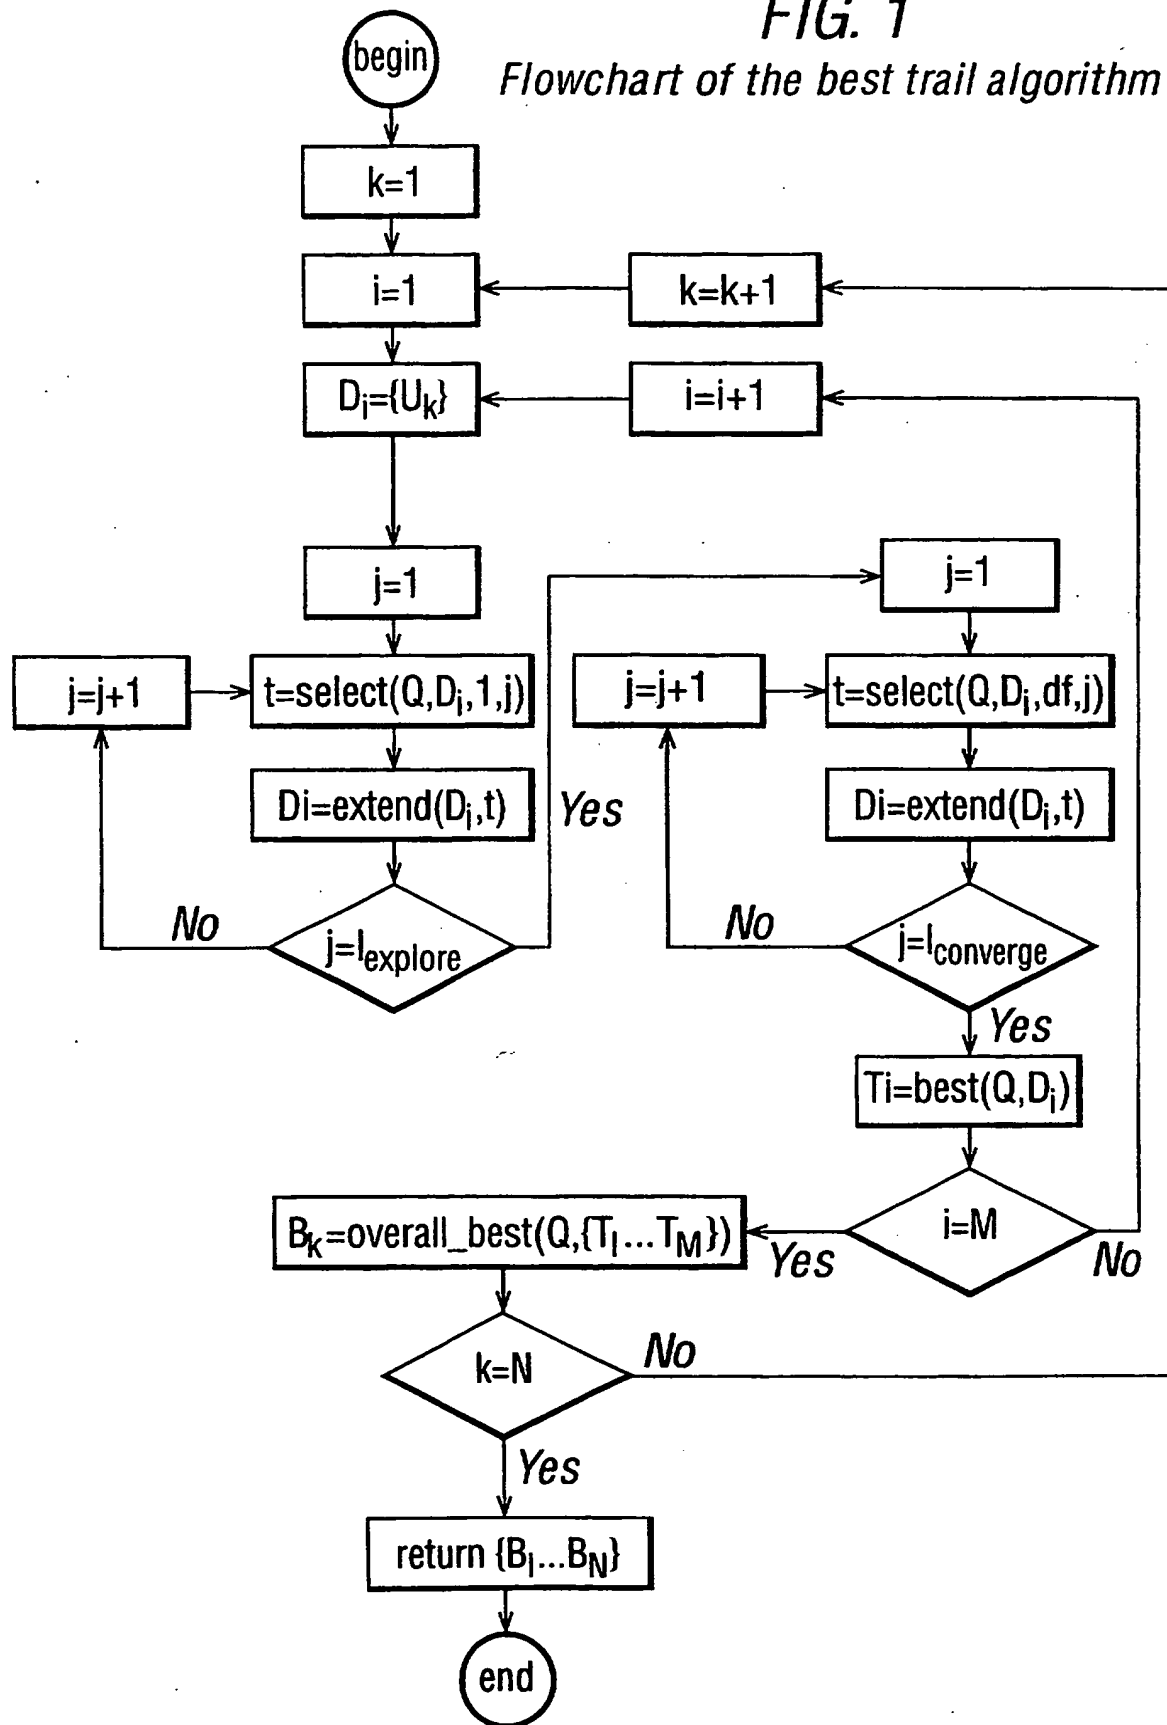 FIG. 1
Flowchart of the best trail algorithm
begin
k=1
i=1
k=k+1
Di={Uk}
i=i+1
j=1
j=1
j=j+1
t=select(Q,Di,1,j)
j=j+1
t=select(Q,Di,df,j)
Di=extend(Di,t)
Yes
Di=extend(Di,t)
No
j=Iexplore
No
j=Iconverge
Yes
Ti=best(Q,Di)
Bk=overall_best(Q,{TI...TM})
Yes
i=M
No
k=N
No
Yes
return {BI...BN}
end